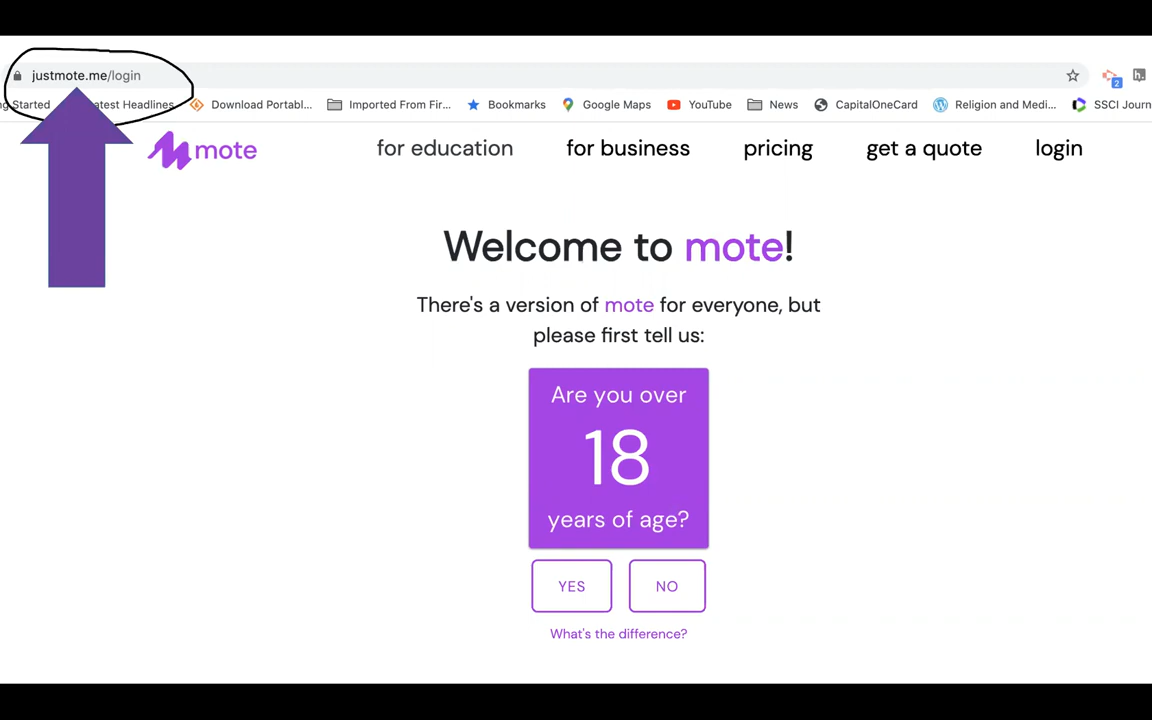 justmote.me/login
Started atest Headlines Download Portabl... Imported From Fir... Bookmarks Google Maps YouTube News CapitalOneCard Religion and Medi... SSCI Journ
2 h.
mote for education for business pricing get a quote login
Welcome to mote!
There's a version of mote for everyone, but
please first tell us:
Are you over
18
years of age?
YES NO
What's the difference?